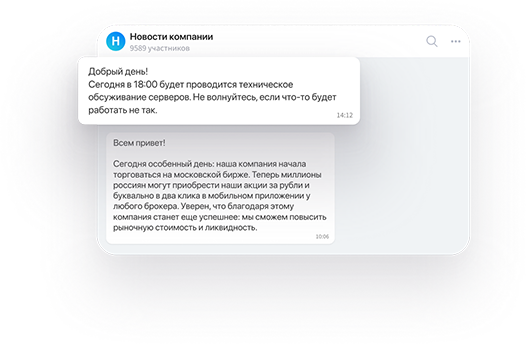 Н
Новости компании
9589 участников
Добрый день!
Сегодня в 18:00 будет проводится техническое
обсуживание серверов. Не волнуйтесь, если что-то будет
работать не так.
14:12
Всем привет!
Сегодня особенный день: наша компания начала
торговаться на московской бирже. Теперь миллионы
россиян могут приобрести наши акции за рубли и
буквально в два клика в мобильном приложении у
любого брокера. Уверен, что благодаря этому
компания станет еще успешнее: мы сможем повысить
рыночную стоимость и ликвидность.
10:06